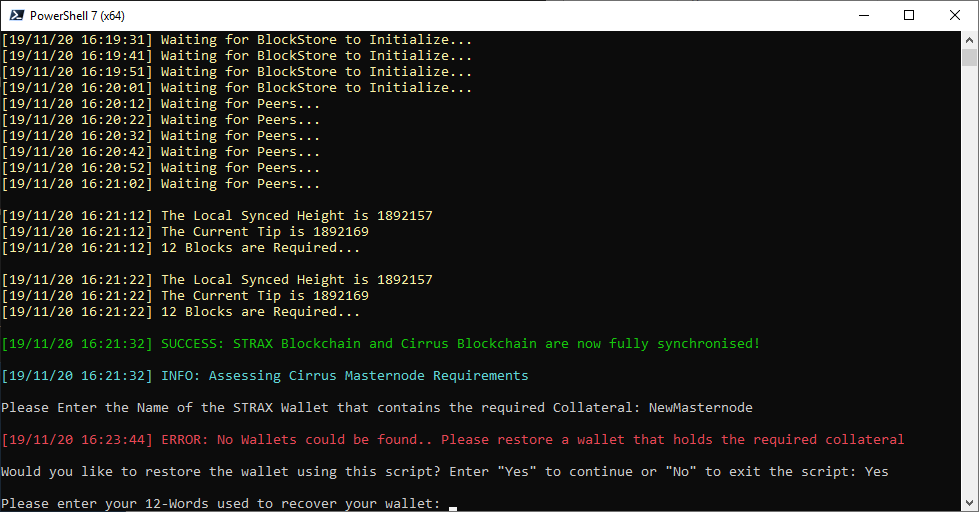 PowerShell 7 (x64)
[19/11/20 16:19:31] Waiting for BlockStore to Initialize...
[19/11/20 16:19:41] Waiting for BlockStore to Initialize...
[19/11/20 16:19:51] Waiting for BlockStore to Initialize...
[19/11/20 16:20:01] Waiting for BlockStore to Initialize...
[19/11/20 16:20:12] Waiting for Peers...
[19/11/20 16:20:22] Waiting for Peers...
[19/11/20 16:20:32] Waiting for Peers...
[19/11/20 16:20:42] Waiting for Peers...
[19/11/20 16:20:52] Waiting for Peers...
[19/11/20 16:21:02] Waiting for Peers...
[19/11/20 16:21:12] The Local Synced Height is 1892157
[19/11/20 16:21:12] The Current Tip is 1892169
[19/11/20 16:21:12] 12 Blocks are Required...
[19/11/20 16:21:22] The Local Synced Height is 1892157
[19/11/20 16:21:22] The Current Tip is 1892169
[19/11/20 16:21:22] 12 Blocks are Required...
[19/11/20 16:21:32] SUCCESS: STRAX Blockchain and Cirrus Blockchain are now fully synchronised!
[19/11/20 16:21:32] INFO: Assessing Cirrus Masternode Requirements
Please Enter the Name of the STRAX Wallet that contains the required Collateral: NewMasternode
[19/11/20 16:23:44] ERROR: No Wallets could be found.. Please restore a wallet that holds the required collateral
Would you like to restore the wallet using this script? Enter "Yes" to continue or "No" to exit the script: Yes
Please enter your 12-Words used to recover your wallet: